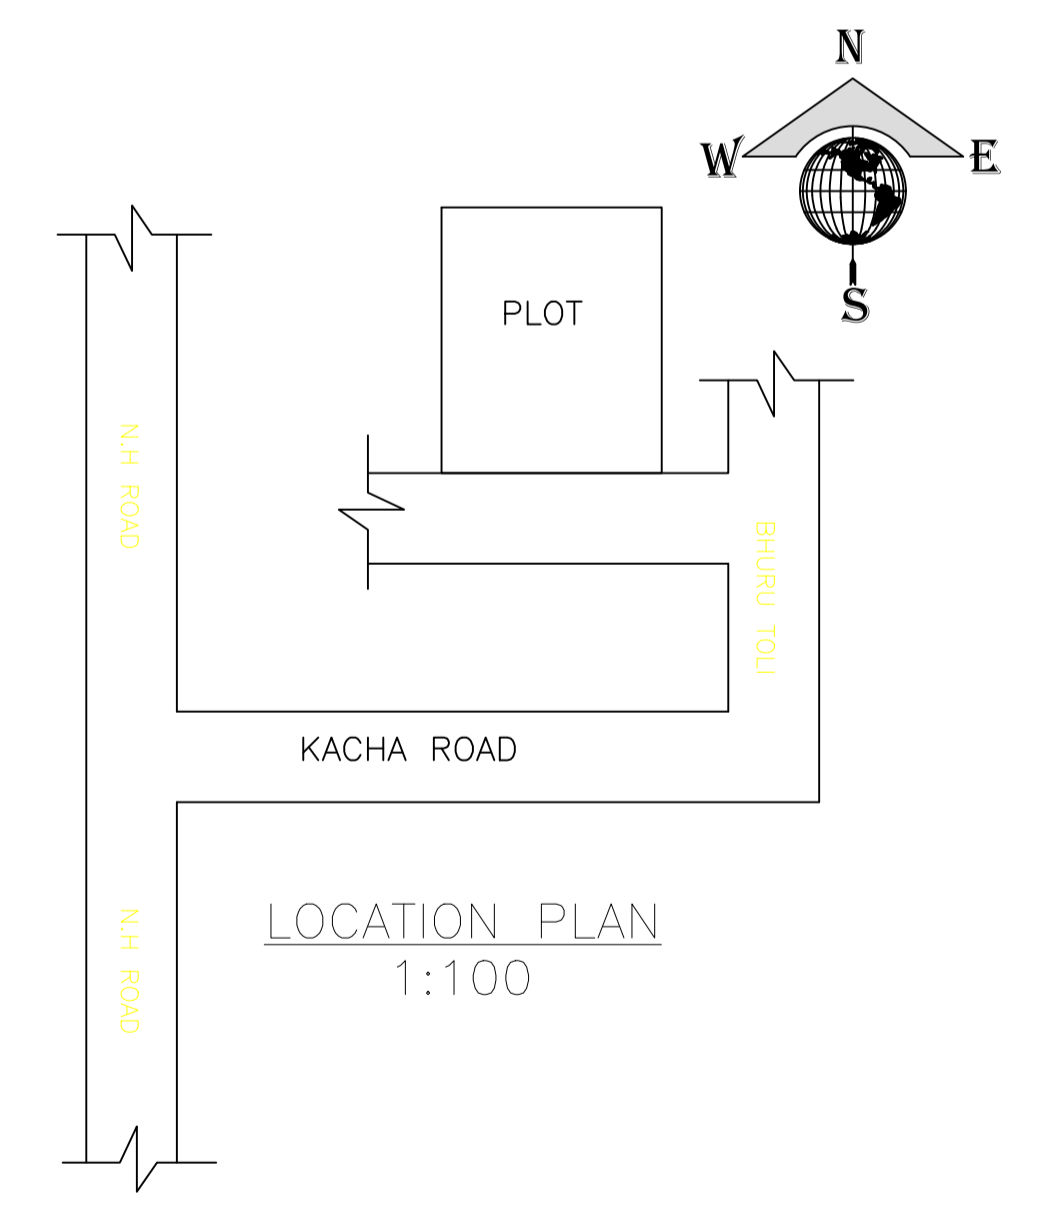 N
W
E
S
PLOT
N.H ROAD
BHURU TOLI
KACHA ROAD
N.H ROAD
LOCATION PLAN
1:100